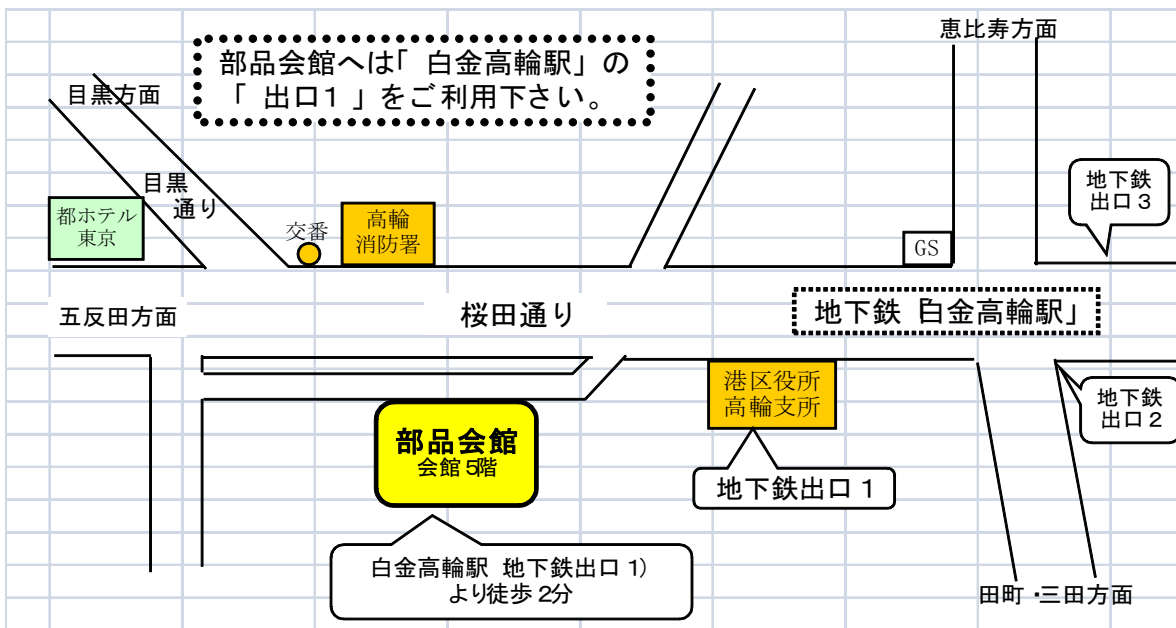 恵比寿方面
部品会館へは「 白金高輪駅」の
「 出口1 」をご利用下さい。
目黒方面
目黒
通り
地下鉄
出口3
都ホテル
東京
交番
高輪
消防署
GS
五反田方面
桜田通り
地下鉄「白金高輪駅」
港区役所
高輪支所
地下鉄
出口2
部品会館
会館5階
地下鉄出口1
白金高輪駅 地下鉄出口1)
より徒歩2分
田町・三田方面